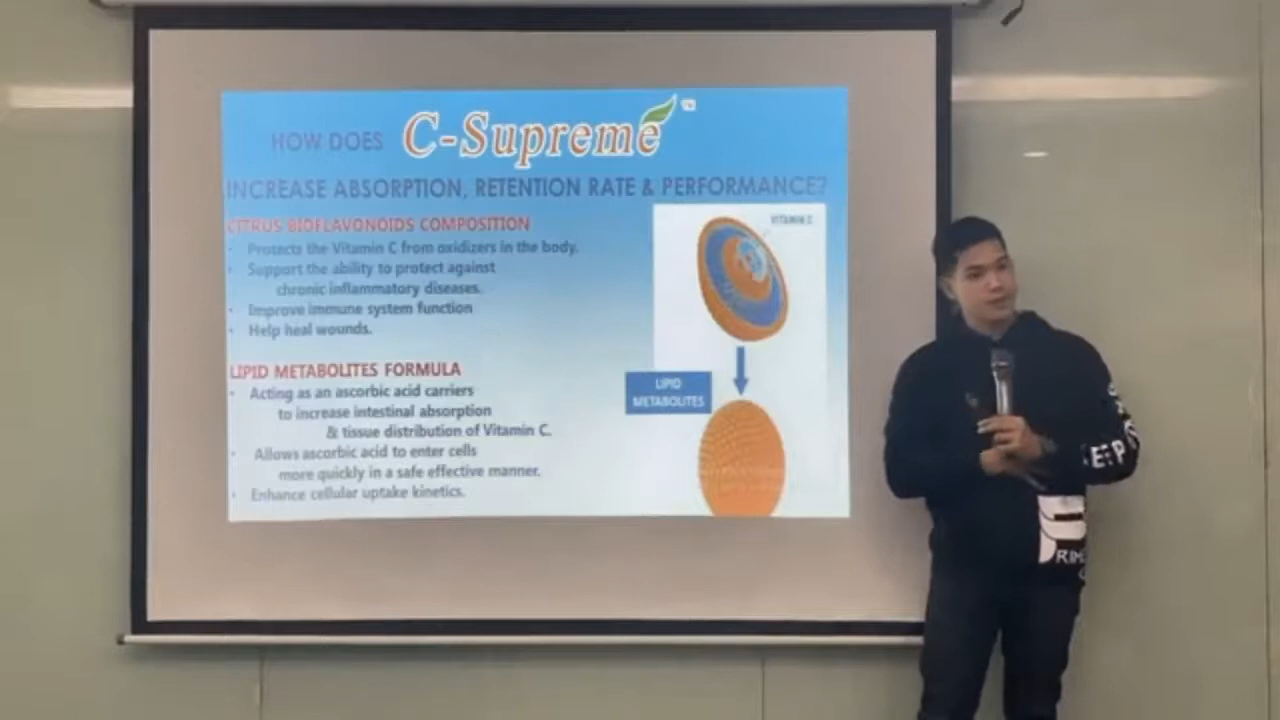 HOW DOES C-Supreme ™
INCREASE ABSORPTION, RETENTION RATE & PERFORMANCE?
CITRUS BIOFLAVONOIDS COMPOSITION
• Protects the Vitamin C from oxidizers in the body.
• Support the ability to protect against
chronic inflammatory diseases.
• Improve immune system function
• Help heal wounds.
LIPID METABOLITES FORMULA
• Acting as an ascorbic acid carriers
to increase intestinal absorption
& tissue distribution of Vitamin C.
• Allows ascorbic acid to enter cells
more quickly in a safe effective manner.
• Enhance cellular uptake kinetics.
VITAMIN C
LIPID
METABOLITES